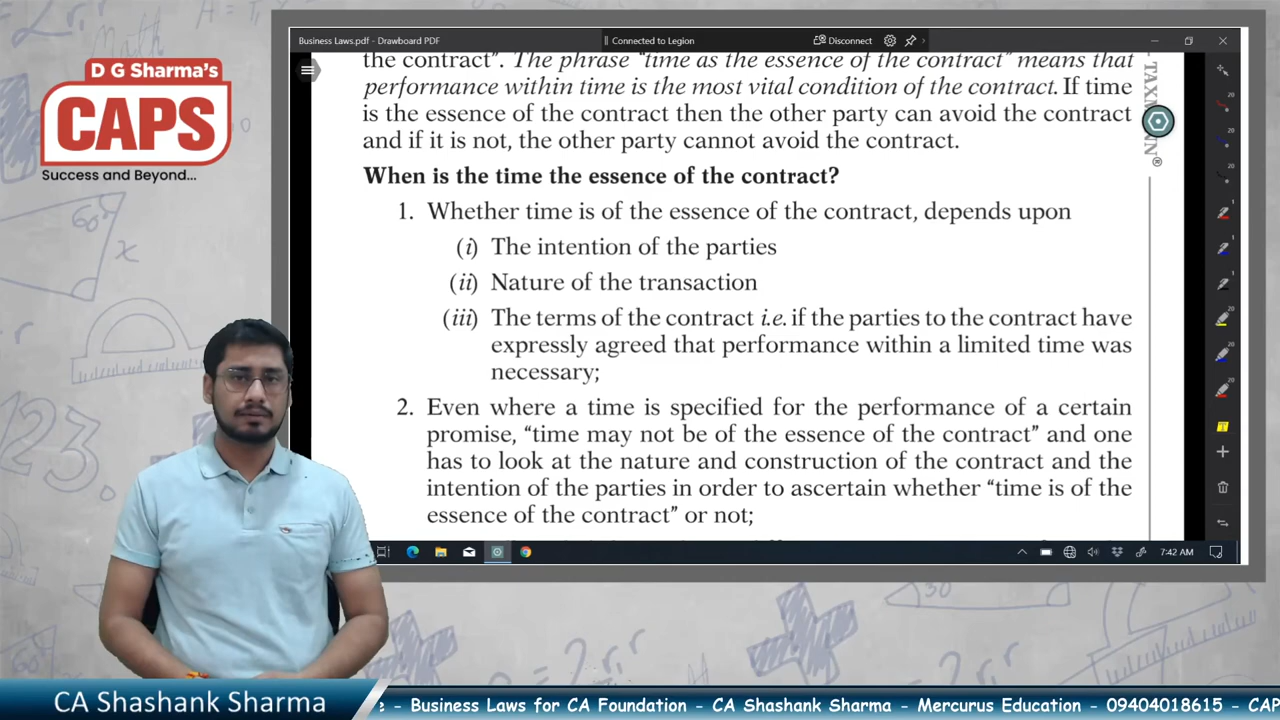 D G Sharma's
CAPS
Success and Beyond...
Business Laws.pdf - Drawboard PDF
Connected to Legion
Disconnect
the contract”. The phrase “time as the essence of the contract” means that
performance within time is the most vital condition of the contract. If time
is the essence of the contract then the other party can avoid the contract
and if it is not, the other party cannot avoid the contract.
When is the time the essence of the contract?
1. Whether time is of the essence of the contract, depends upon
(i) The intention of the parties
(ii) Nature of the transaction
(iii) The terms of the contract i.e. if the parties to the contract have
expressly agreed that performance within a limited time was
necessary;
2. Even where a time is specified for the performance of a certain
promise, “time may not be of the essence of the contract” and one
has to look at the nature and construction of the contract and the
intention of the parties in order to ascertain whether “time is of the
essence of the contract” or not;
7:42 AM
CA Shashank Sharma
e - Business Laws for CA Foundation - CA Shashank Sharma - Mercurus Education - 09404018615 - CAP